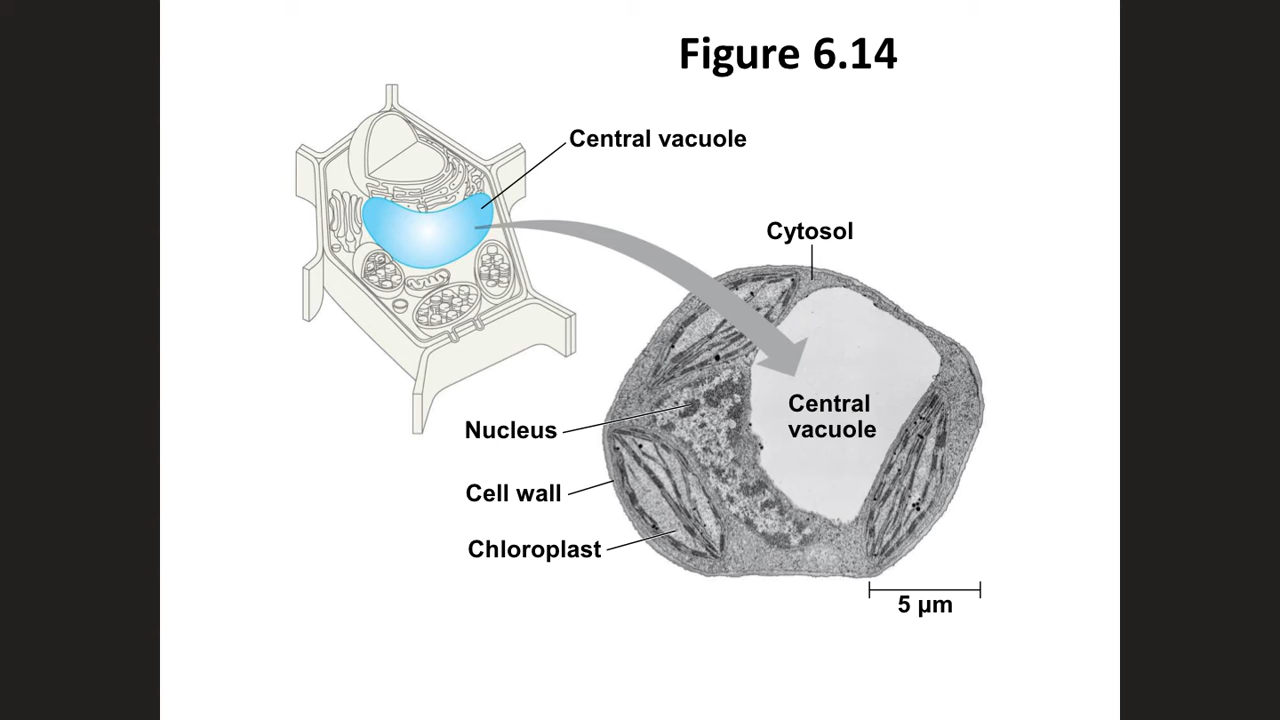 Figure 6.14
Central vacuole
Cytosol
Central
vacuole
Nucleus
Cell wall
Chloroplast
5 µm